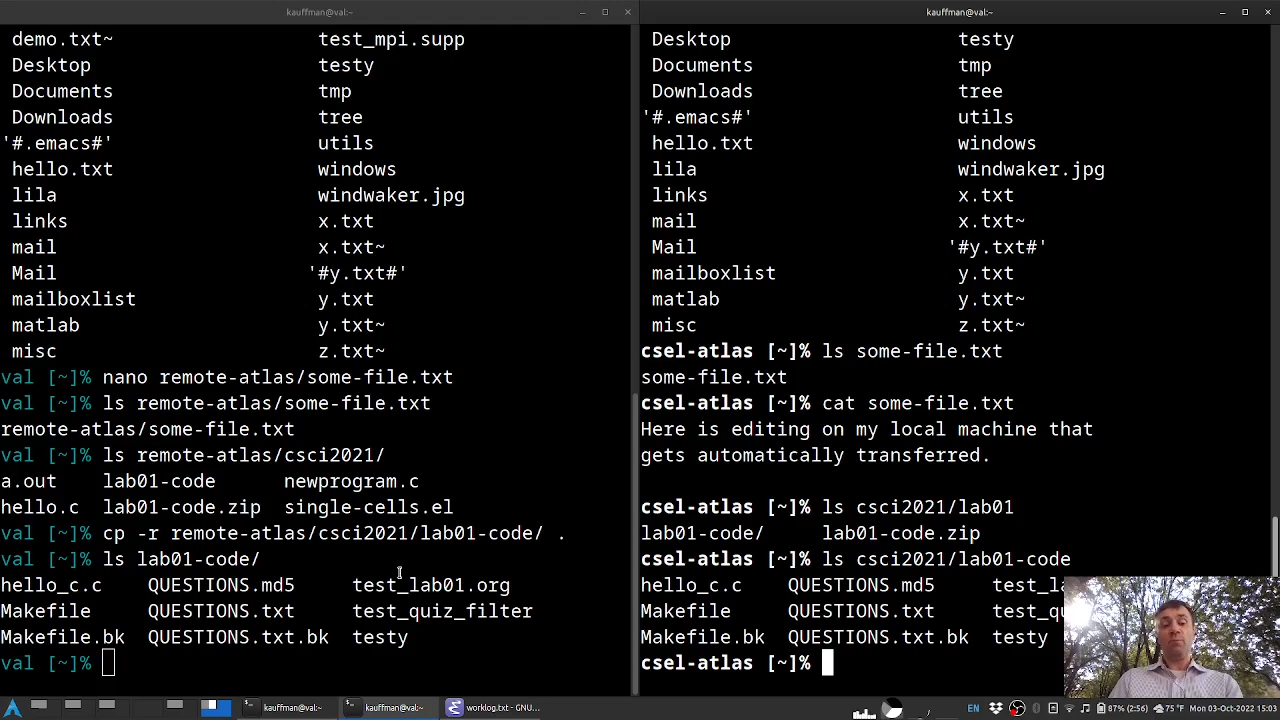 kauffman@val:~
demo.txt~ test_mpi.supp
Desktop testy
Documents tmp
Downloads tree
'#.emacs#' utils
hello.txt windows
lila windwaker.jpg
links x.txt
mail x.txt~
Mail '#y.txt#'
mailboxlist y.txt
matlab y.txt~
misc z.txt~
val [~]% nano remote-atlas/some-file.txt
val [~]% ls remote-atlas/some-file.txt
remote-atlas/some-file.txt
val [~]% ls remote-atlas/csci2021/
a.out lab01-code newprogram.c
hello.c lab01-code.zip single-cells.el
val [~]% cp -r remote-atlas/csci2021/lab01-code/ .
val [~]% ls lab01-code/
hello_c.c QUESTIONS.md5 test_lab01.org
Makefile QUESTIONS.txt test_quiz_filter
Makefile.bk QUESTIONS.txt.bk testy
val [~]%
kauffman@val:~
Desktop testy
Documents tmp
Downloads tree
'#.emacs#' utils
hello.txt windows
lila windwaker.jpg
links x.txt
mail x.txt~
Mail '#y.txt#'
mailboxlist y.txt
matlab y.txt~
misc z.txt~
csel-atlas [~]% ls some-file.txt
some-file.txt
csel-atlas [~]% cat some-file.txt
Here is editing on my local machine that
gets automatically transferred.
csel-atlas [~]% ls csci2021/lab01
lab01-code/ lab01-code.zip
csel-atlas [~]% ls csci2021/lab01-code
hello_c.c QUESTIONS.md5 test_la
Makefile QUESTIONS.txt test_qu
Makefile.bk QUESTIONS.txt.bk testy
csel-atlas [~]%
kauffman@val:~ kauffman@val:~ worklog.txt - GNU... EN 87% (2:56) 75°F Mon 03-Oct-2022 15:03